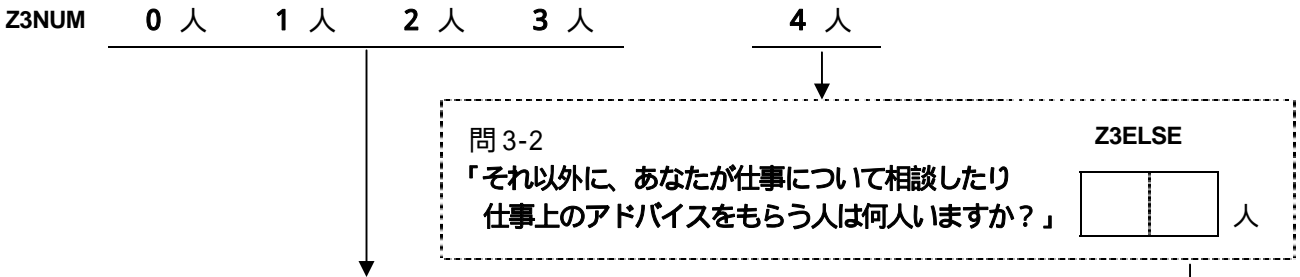 Z3NUM 0 人 1 人 2 人 3 人 4 人
問 3-2 Z3ELSE
「それ以外に、あなたが仕事について相談したり
仕事上のアドバイスをもらう人は何人いますか？」 人